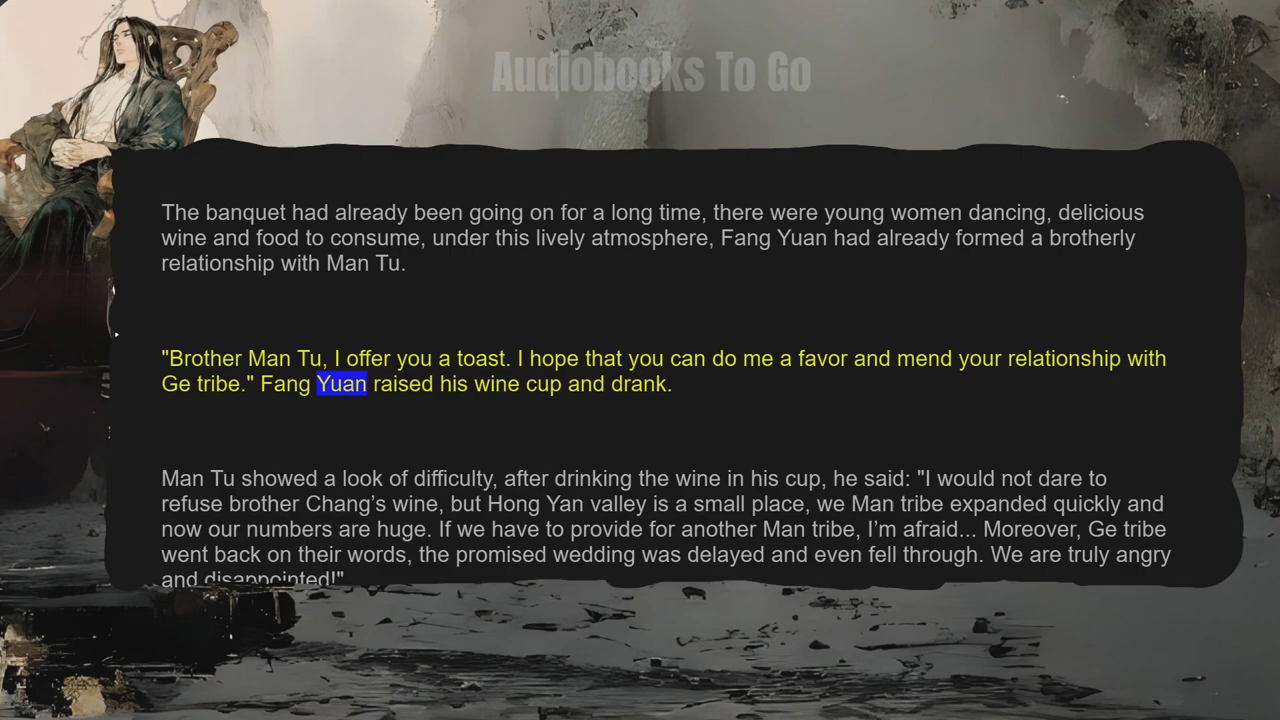 Audiobooks To Go
The banquet had already been going on for a long time, there were young women dancing, delicious
wine and food to consume, under this lively atmosphere, Fang Yuan had already formed a brotherly
relationship with Man Tu.
"Brother Man Tu, I offer you a toast. I hope that you can do me a favor and mend your relationship with
Ge tribe." Fang Yuan raised his wine cup and drank.
Man Tu showed a look of difficulty, after drinking the wine in his cup, he said: "I would not dare to
refuse brother Chang’s wine, but Hong Yan valley is a small place, we Man tribe expanded quickly and
now our numbers are huge. If we have to provide for another Man tribe, I’m afraid... Moreover, Ge tribe
went back on their words, the promised wedding was delayed and even fell through. We are truly angry
and disappointed!"